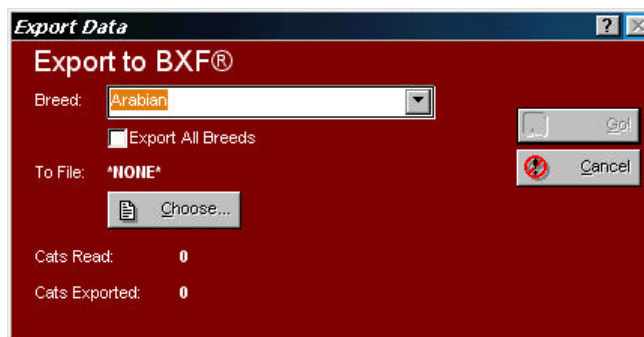 Export Data
Export to BXF®
Breed: Arabian
Export All Breeds
Go!
To File: *NONE*
Cancel
Choose...
Cats Read: 0
Cats Exported: 0